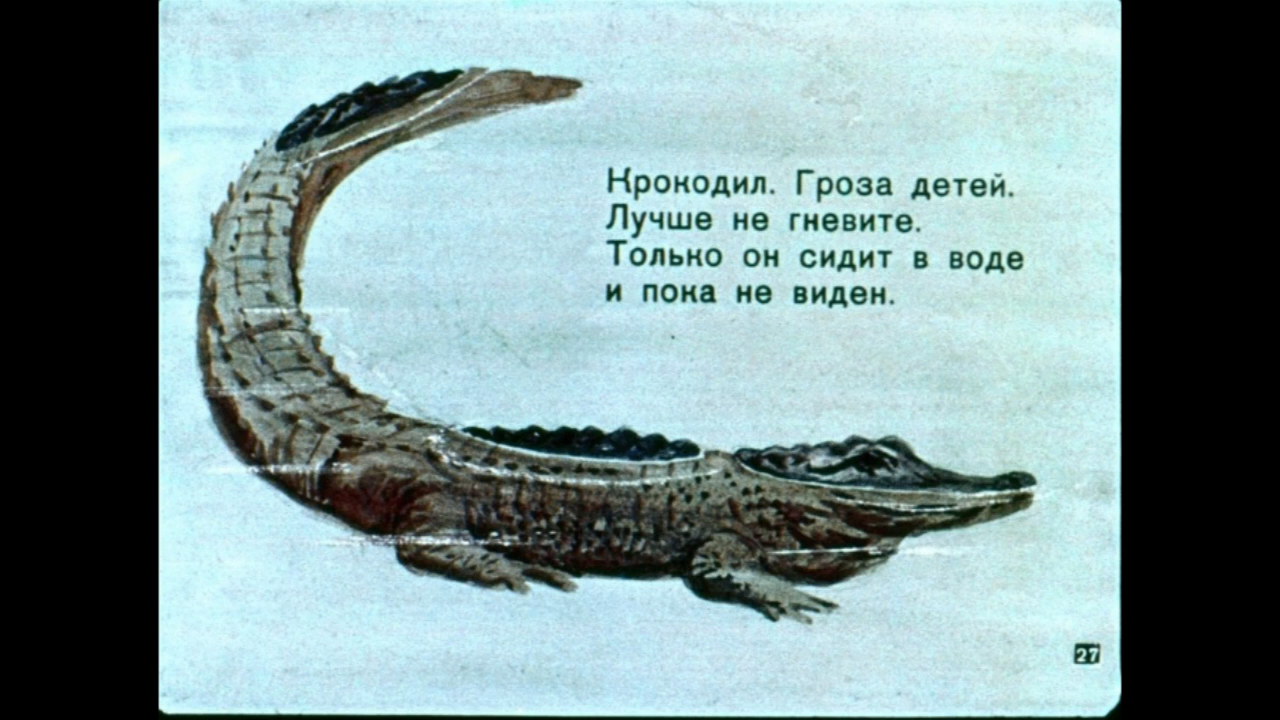 Крокодил. Гроза детей.
Лучше не гневите.
Только он сидит в воде
и пока не виден.
27